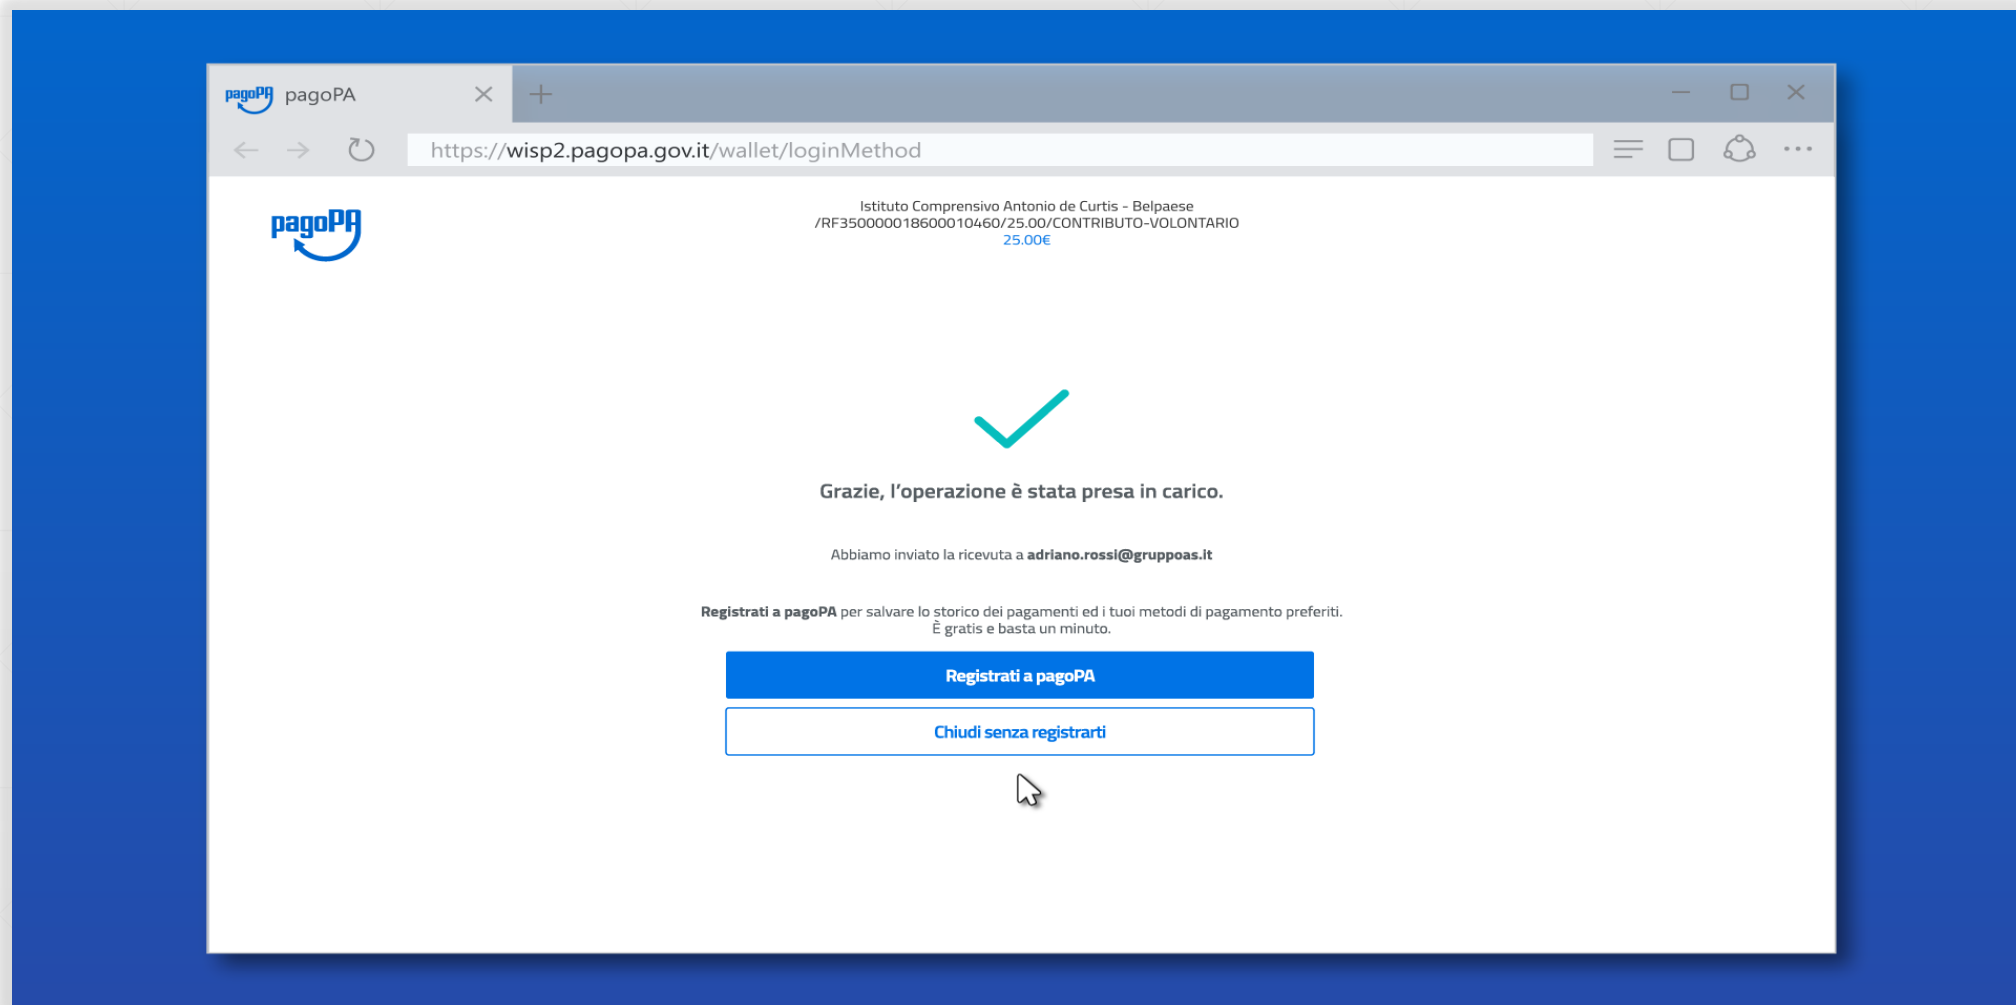 pagoPA pagoPA
https://wisp2.pagopa.gov.it/wallet/loginMethod
pagoPA
Istituto Comprensivo Antonio de Curtis - Belpaese
/RF350000018600010460/25.00/CONTRIBUTO-VOLONTARIO
25.00€
Grazie, l'operazione è stata presa in carico.
Abbiamo inviato la ricevuta a adriano.rossi@gruppoas.it
Registrati a pagoPA per salvare lo storico dei pagamenti ed i tuoi metodi di pagamento preferiti.
È gratis e basta un minuto.
Registrati a pagoPA
Chiudi senza registrarti